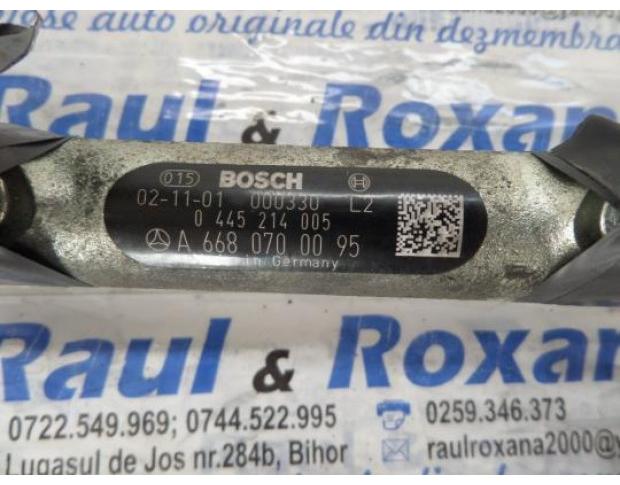 piese auto originale din dezmembra
Raul & Roxana
015 BOSCH
02-11-01 000330 L2
0 445 214 005
A 668 070 00 95
in Germany
Raul & Roxan
0722.549.969; 0744.522.995 0259.346.373
Lugasul de Jos nr.284b, Bihor raulroxana2000@y